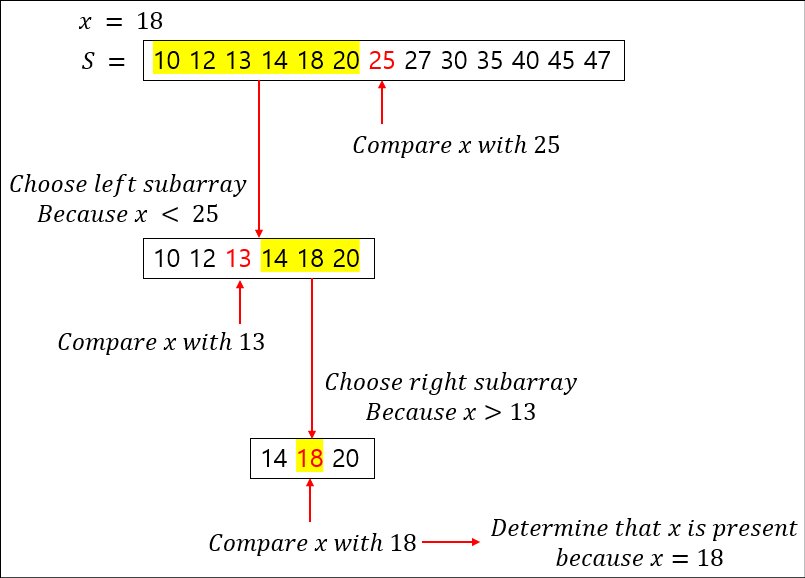 x = 18
S = 10 12 13 14 18 20 25 27 30 35 40 45 47
Compare x with 25
Choose left subarray
Because x < 25
10 12 13 14 18 20
Compare x with 13
Choose right subarray
Because x > 13
14 18 20
Compare x with 18
Determine that x is present
because x = 18